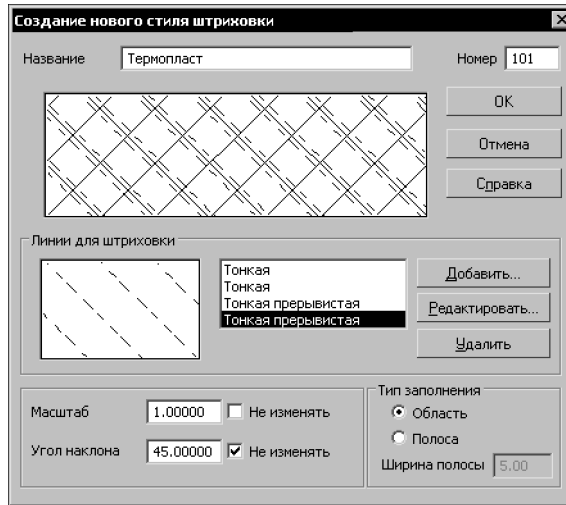 Создание нового стиля штриховки
Название Термопласт Номер 101
OK
Отмена
Справка
Линии для штриховки
Тонкая
Тонкая
Тонкая прерывистая
Тонкая прерывистая
Добавить...
Редактировать...
Удалить
Масштаб 1.00000 Не изменять
Угол наклона 45.00000 Не изменять
Тип заполнения
Область
Полоса
Ширина полосы 5.00